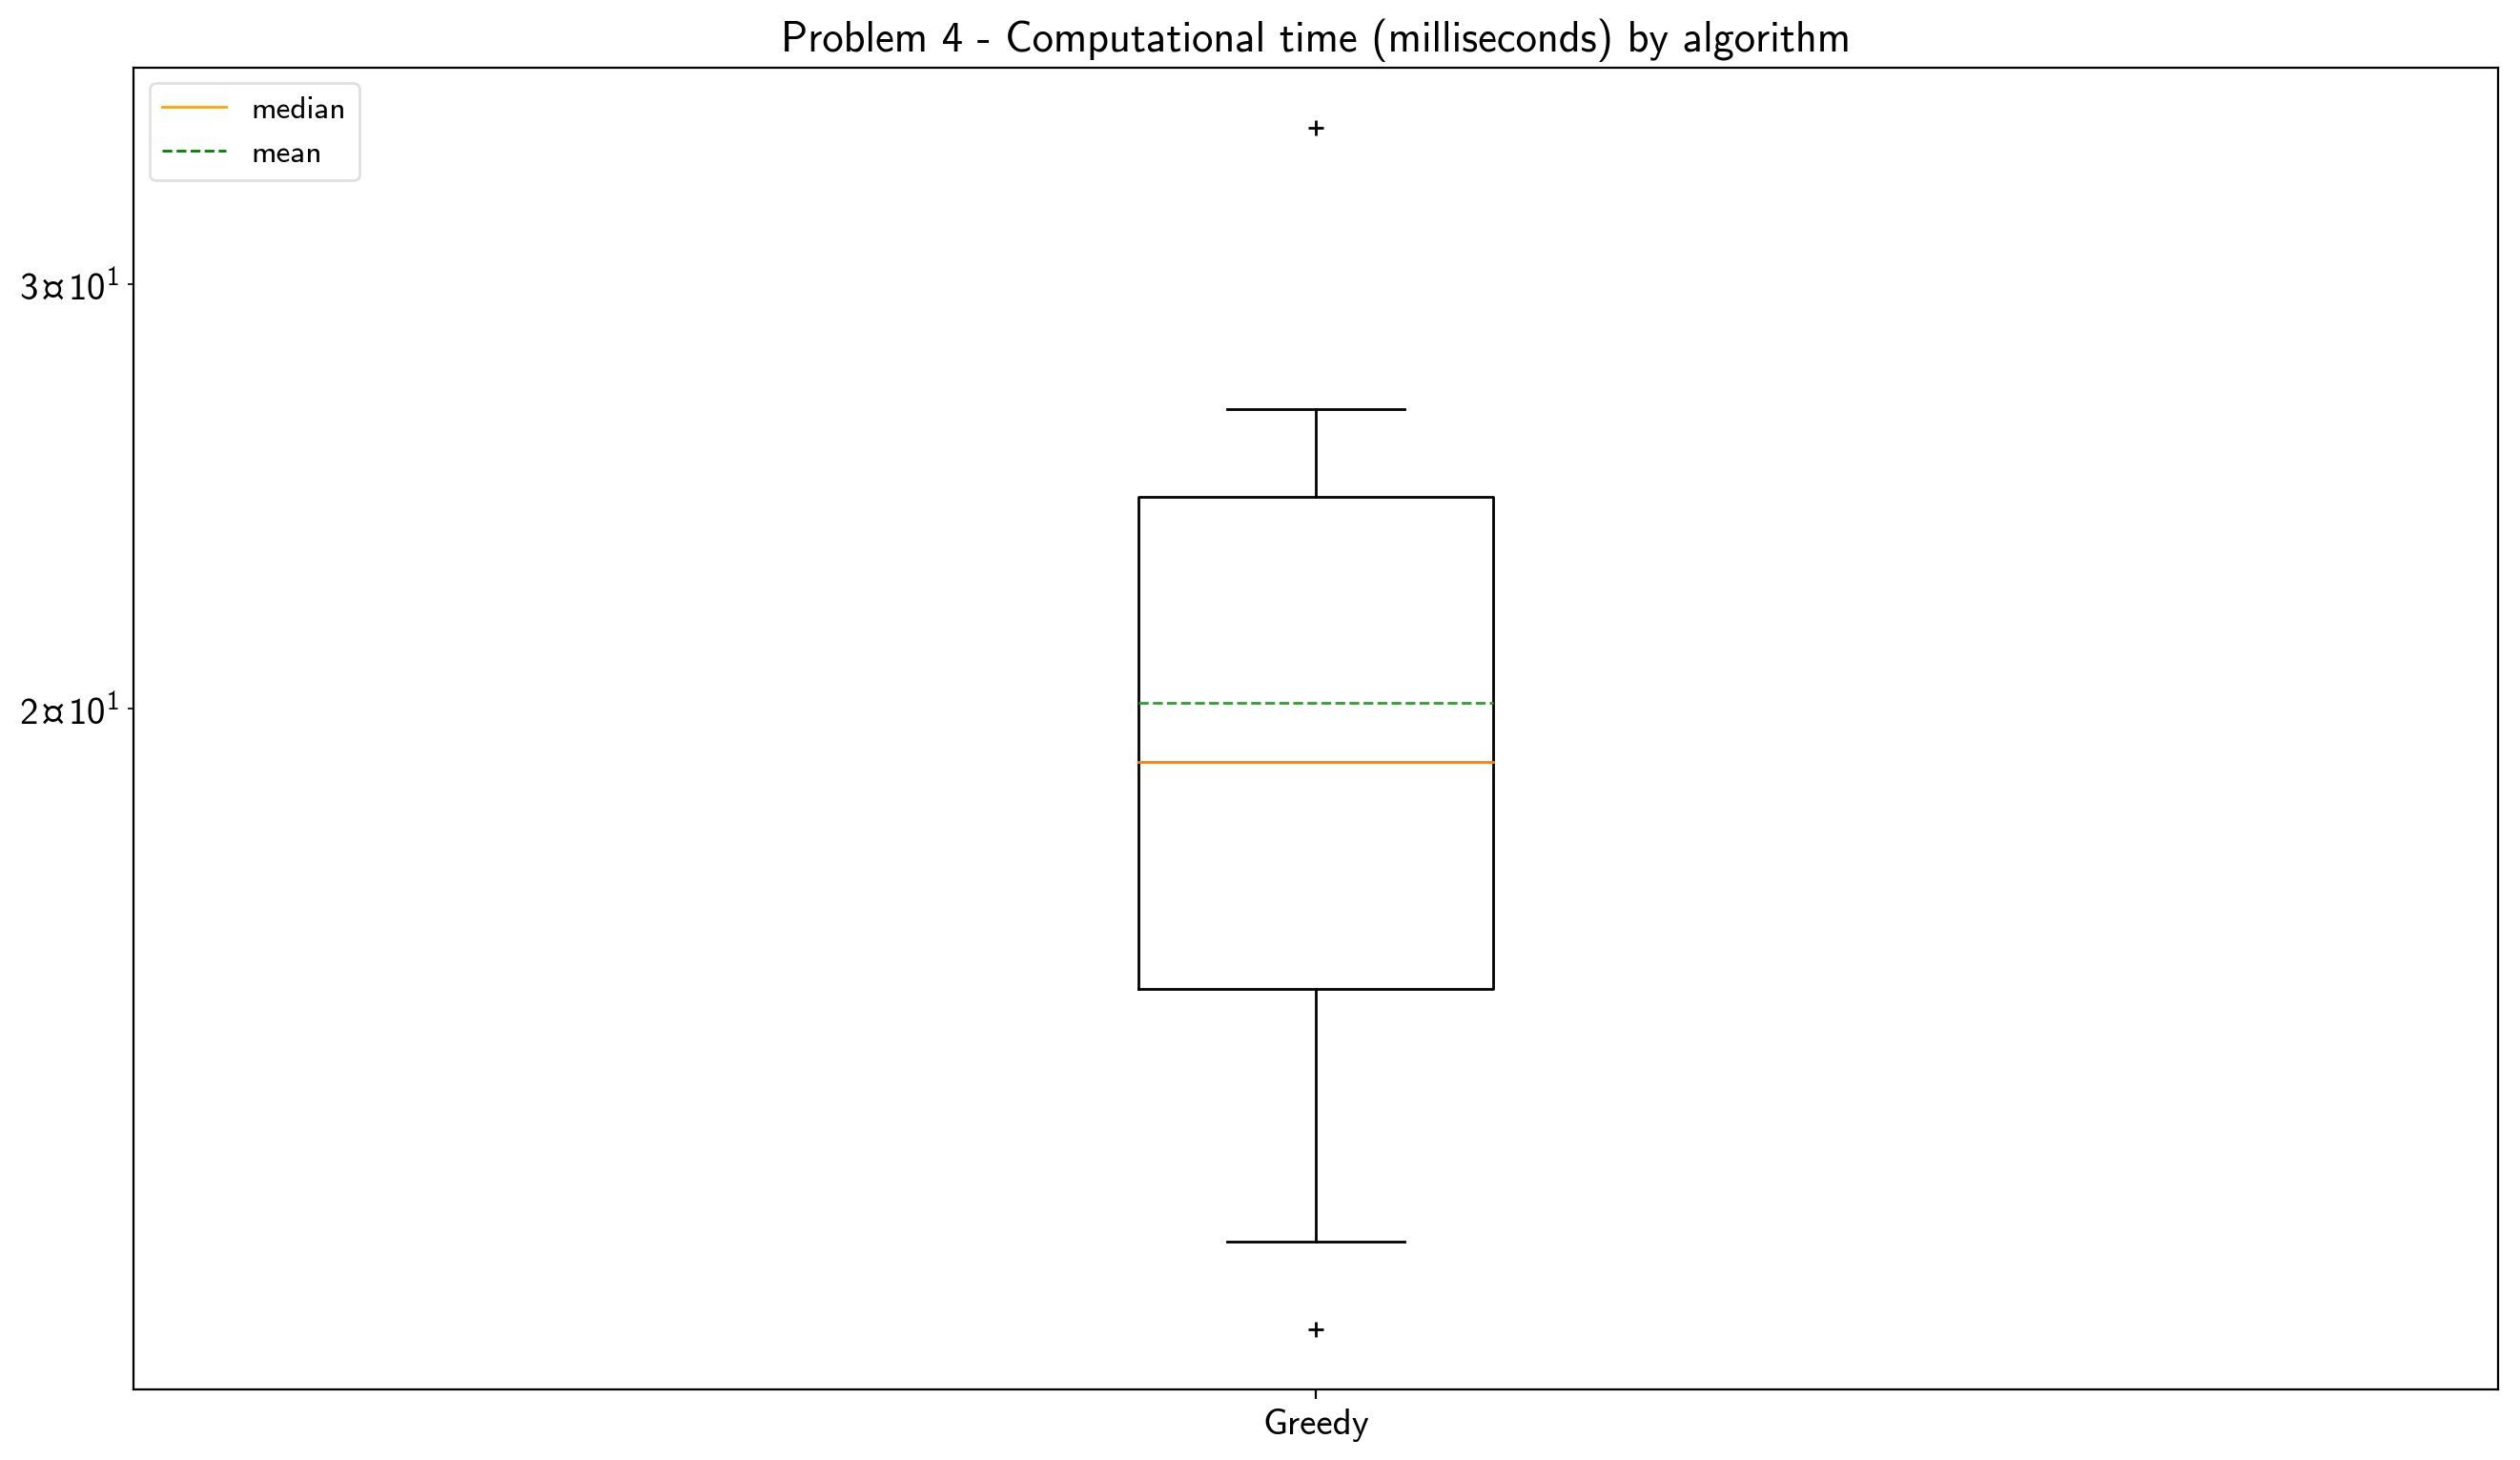 Problem 4 - Computational time (milliseconds) by algorithm
median
mean
3¤10¹
2¤10¹
Greedy